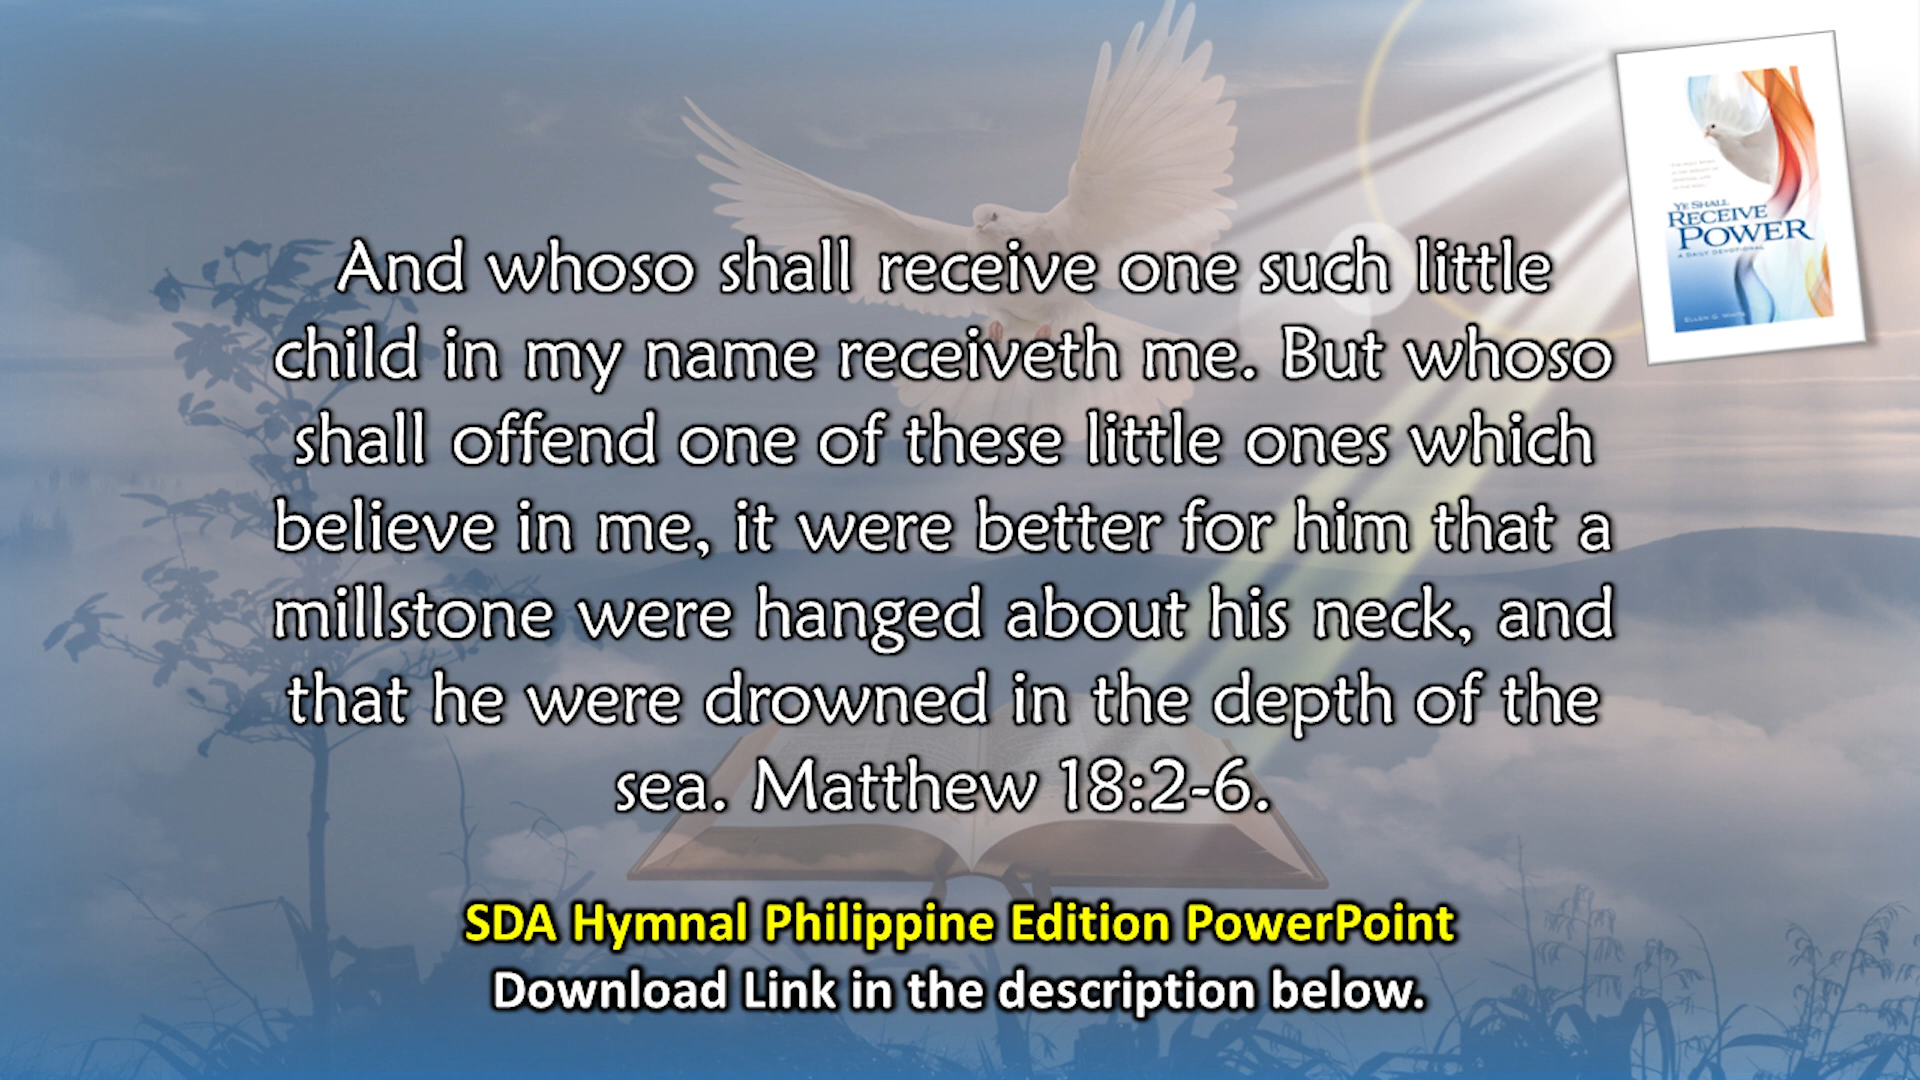 And whoso shall receive one such little
child in my name receiveth me. But whoso
shall offend one of these little ones which
believe in me, it were better for him that a
millstone were hanged about his neck, and
that he were drowned in the depth of the
sea. Matthew 18:2-6.
SDA Hymnal Philippine Edition PowerPoint
Download Link in the description below.
YE SHALL
RECEIVE
POWER
A DAILY DEVOTIONAL
ELLEN G. WHITE